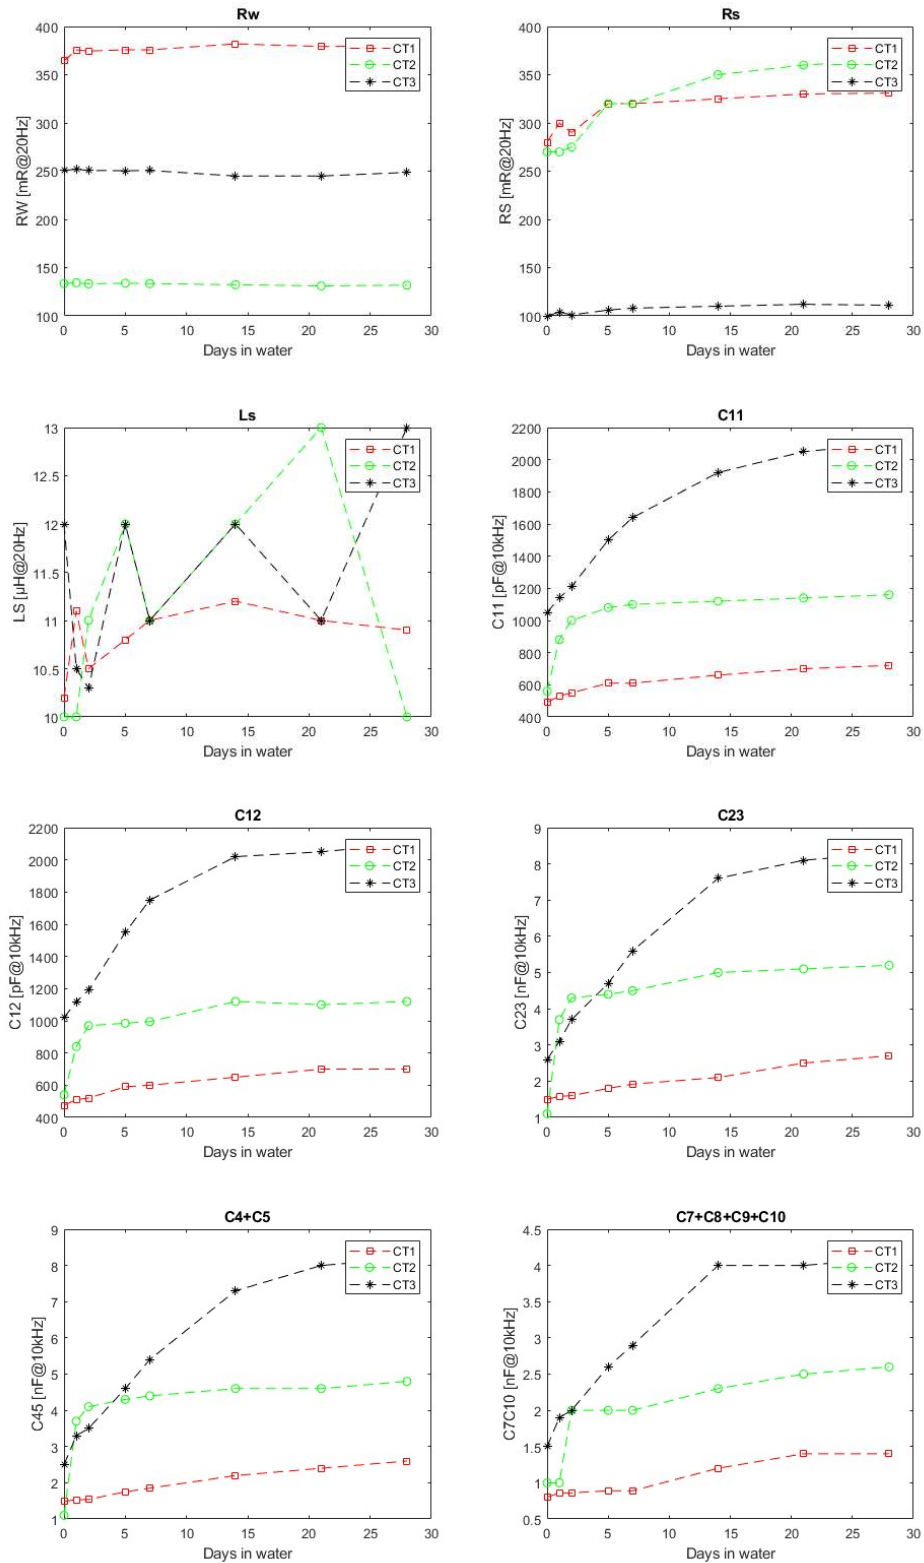 Rw
400
350
300
250
200
150
100
RW [mR@20Hz]
CT1
CT2
CT3
0 5 10 15 20 25 30
Days in water
Rs
400
350
300
250
200
150
100
RS [mR@20Hz]
CT1
CT2
CT3
0 5 10 15 20 25 30
Days in water
Ls
13
12.5
12
11.5
11
10.5
10
LS [μH@20Hz]
CT1
CT2
CT3
0 5 10 15 20 25 30
Days in water
C11
2200
2000
1800
1600
1400
1200
1000
800
600
400
C11 [pF@10kHz]
CT1
CT2
CT3
0 5 10 15 20 25 30
Days in water
C12
2200
2000
1800
1600
1400
1200
1000
800
600
400
C12 [pF@10kHz]
CT1
CT2
CT3
0 5 10 15 20 25 30
Days in water
C23
9
8
7
6
5
4
3
2
1
C23 [nF@10kHz]
CT1
CT2
CT3
0 5 10 15 20 25 30
Days in water
C4+C5
9
8
7
6
5
4
3
2
1
C45 [nF@10kHz]
CT1
CT2
CT3
0 5 10 15 20 25 30
Days in water
C7+C8+C9+C10
4.5
4
3.5
3
2.5
2
1.5
1
0.5
C7C10 [nF@10kHz]
CT1
CT2
CT3
0 5 10 15 20 25 30
Days in water